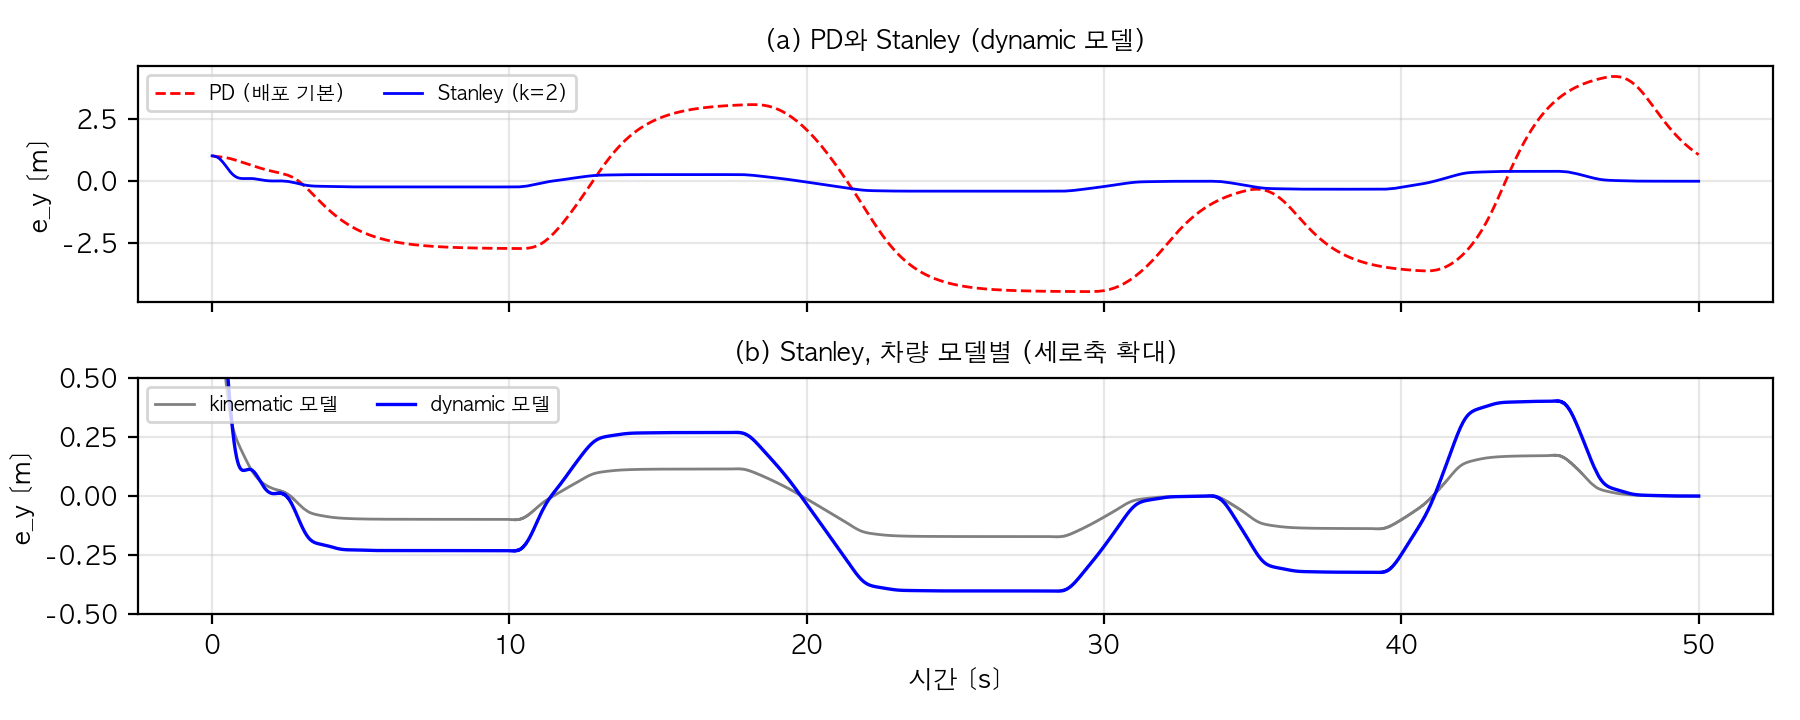 (a) PD와 Stanley (dynamic 모델)
PD (배포 기본)
Stanley (k=2)
2.5
0.0
-2.5
e_y [m]
(b) Stanley, 차량 모델별 (세로축 확대)
kinematic 모델
dynamic 모델
0.50
0.25
0.00
-0.25
-0.50
e_y [m]
0 10 20 30 40 50
시간 [s]